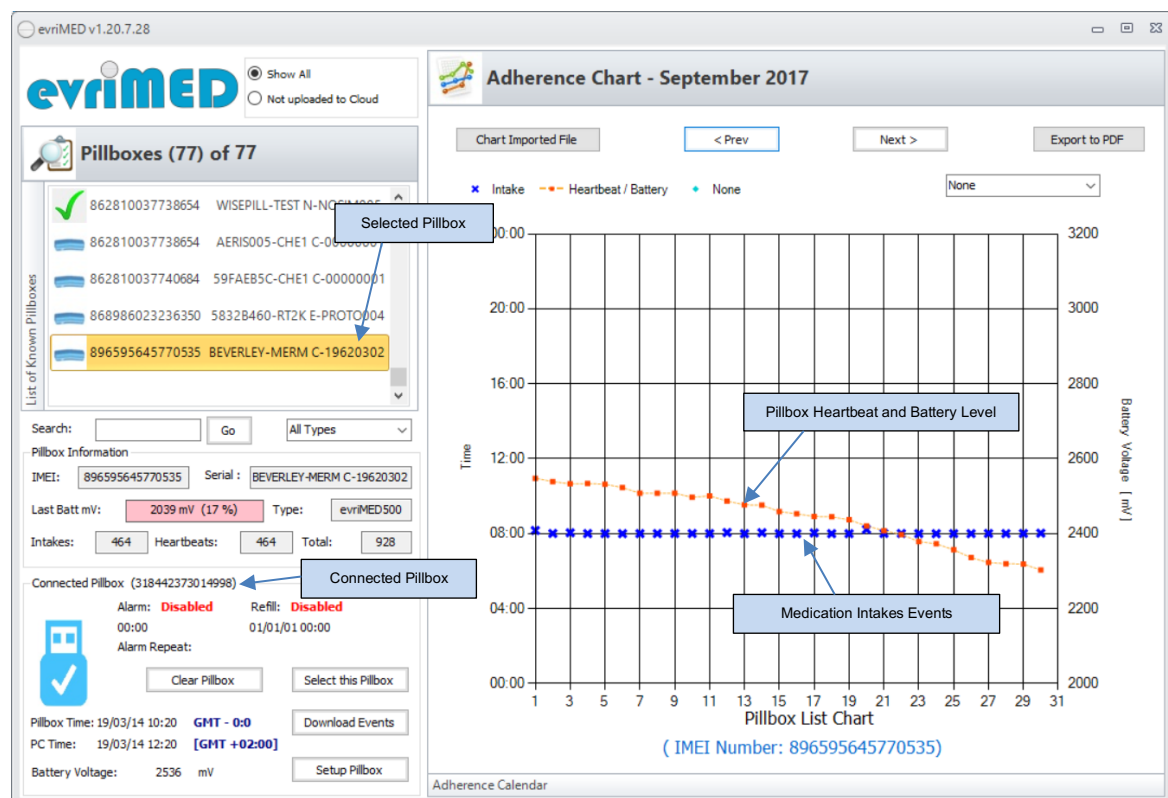 evriMED v1.20.7.28
evriMED
Show All
Not uploaded to Cloud
Pillboxes (77) of 77
List of Known Pillboxes
862810037738654 WISEPILL-TEST N-NOSIM005
862810037738654 AERIS005-CHE1 C-00000001
862810037740684 59FAEB5C-CHE1 C-00000001
868986023236350 5832B460-RT2K E-PROTO004
896595645770535 BEVERLEY-MERM C-19620302
Selected Pillbox
Search: Go All Types
Pillbox Information
IMEI: 896595645770535 Serial : BEVERLEY-MERM C-19620302
Last Batt mV: 2039 mV (17 %) Type: evriMED500
Intakes: 464 Heartbeats: 464 Total: 928
Connected Pillbox (318442373014998)
Connected Pillbox
Alarm: Disabled Refill: Disabled
00:00 01/01/01 00:00
Alarm Repeat:
Clear Pillbox Select this Pillbox
Pillbox Time: 19/03/14 10:20 GMT - 0:0 Download Events
PC Time: 19/03/14 12:20 [GMT +02:00]
Battery Voltage: 2536 mV Setup Pillbox
Adherence Chart - September 2017
Chart Imported File < Prev Next > Export to PDF
Intake Heartbeat / Battery None None
00:00 3200
20:00 3000
16:00 2800
Pillbox Heartbeat and Battery Level
12:00 2600
08:00 2400
04:00 2200
Medication Intakes Events
00:00 2000
Time
Battery Voltage [ mV ]
1 3 5 7 9 11 13 15 17 19 21 23 25 27 29 31
Pillbox List Chart
( IMEI Number: 896595645770535)
Adherence Calendar